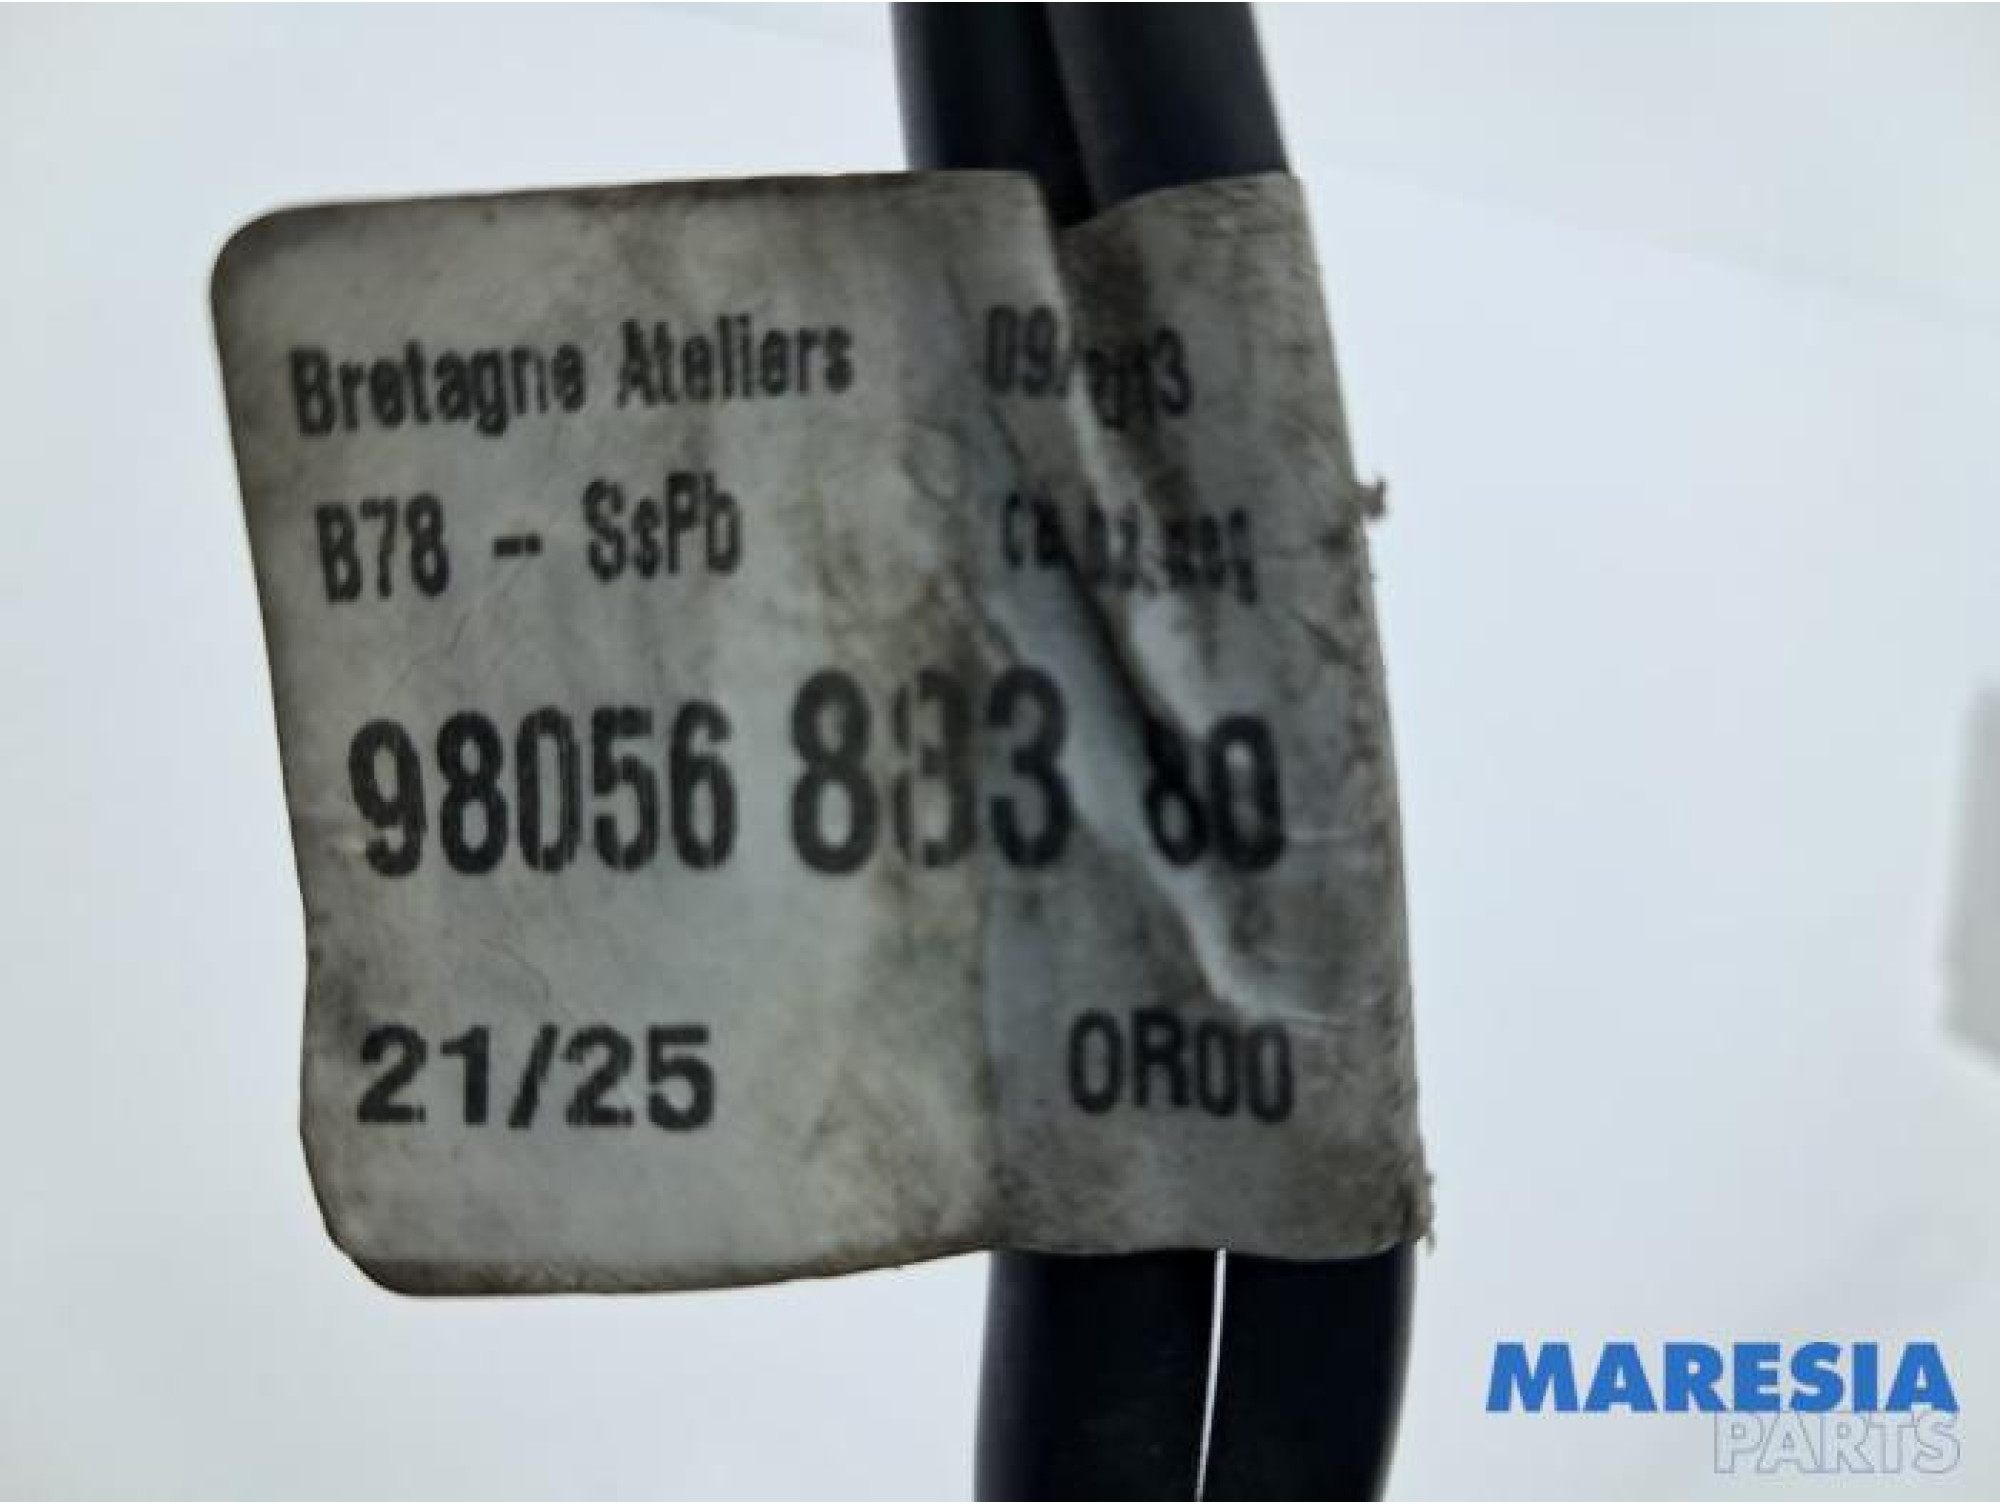 Bretagne Ateliers
B78 - SsPb
98056 883 80
21/25 0R00
MARESIA
PARTS